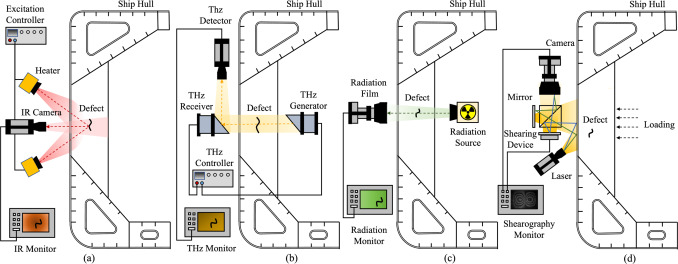 Excitation
Controller
Ship Hull
Heater
IR Camera
Defect
IR Monitor
(a)
Thz
Detector
Ship Hull
THz
Receiver
Defect
THz
Generator
THz
Controller
THz Monitor
(b)
Ship Hull
Radiation
Film
Defect
Radiation
Source
Radiation
Monitor
(c)
Ship Hull
Camera
Mirror
Defect
Loading
Shearing
Device
Laser
Shearography
Monitor
(d)